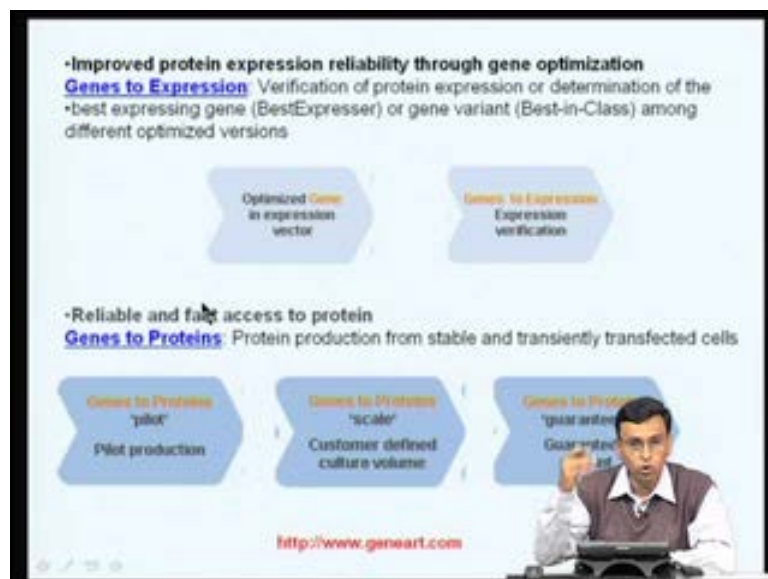 •Improved protein expression reliability through gene optimization
Genes to Expression: Verification of protein expression or determination of the
•best expressing gene (BestExpresser) or gene variant (Best-in-Class) among
different optimized versions
Optimized Gene
in expression
vector
Genes to Expression
Expression
verification
•Reliable and fast access to protein
Genes to Proteins: Protein production from stable and transiently transfected cells
Genes to Proteins
"pilot"
Pilot production
Genes to Proteins
"scale"
Customer defined
culture volume
Genes to
"guarantee
http://www.geneart.com